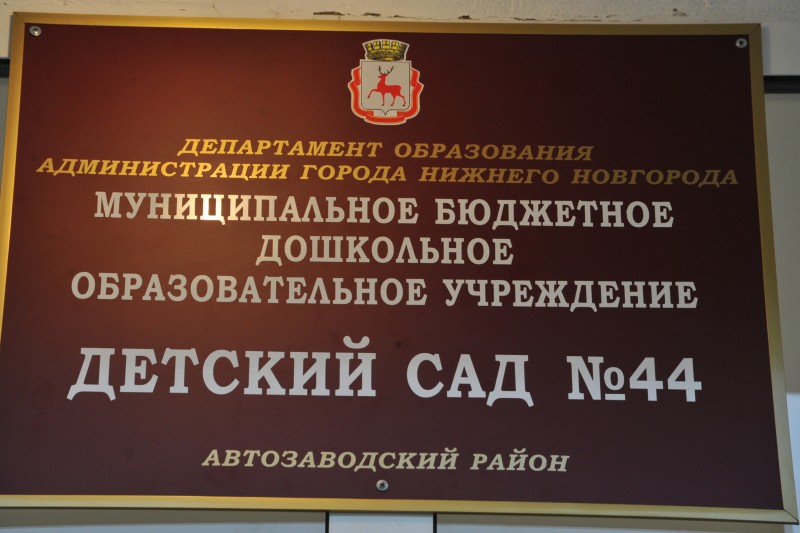 ДЕПАРТАМЕНТ ОБРАЗОВАНИЯ
АДМИНИСТРАЦИИ ГОРОДА НИЖНЕГО НОВГОРОДА
МУНИЦИПАЛЬНОЕ БЮДЖЕТНОЕ
ДОШКОЛЬНОЕ
ОБРАЗОВАТЕЛЬНОЕ УЧРЕЖДЕНИЕ
ДЕТСКИЙ САД №44
АВТОЗАВОДСКИЙ РАЙОН